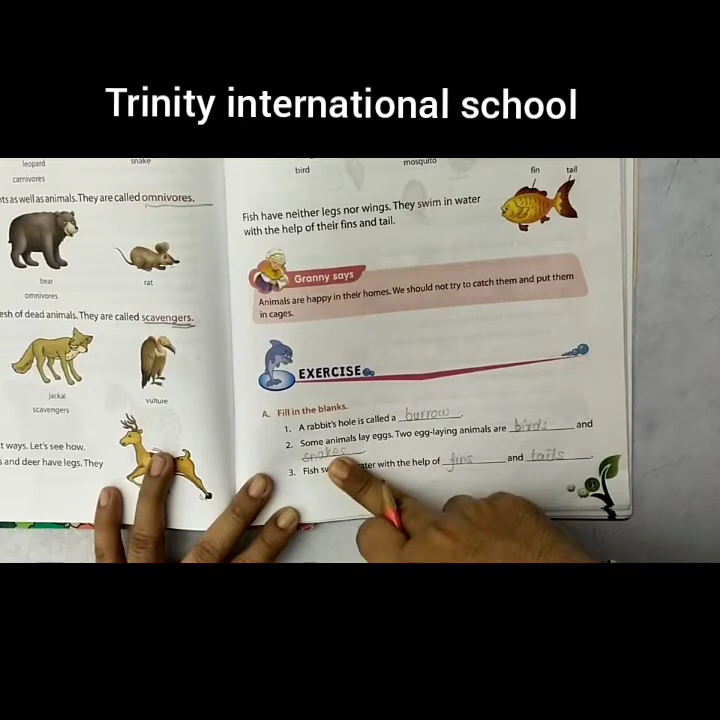 Trinity international school
leopard
snake
carnivores
ts as well as animals. They are called omnivores.
bear
rat
omnivores
esh of dead animals. They are called scavengers.
jackal
vulture
scavengers
t ways. Let's see how.
s and deer have legs. They
bird
mosquito
fin
tail
Fish have neither legs nor wings. They swim in water
with the help of their fins and tail.
Granny says
Animals are happy in their homes. We should not try to catch them and put them
in cages.
EXERCISE
A. Fill in the blanks.
1. A rabbit's hole is called a burrow.
2. Some animals lay eggs. Two egg-laying animals are birds and
snakes.
3. Fish sw ter with the help of fins and tails.